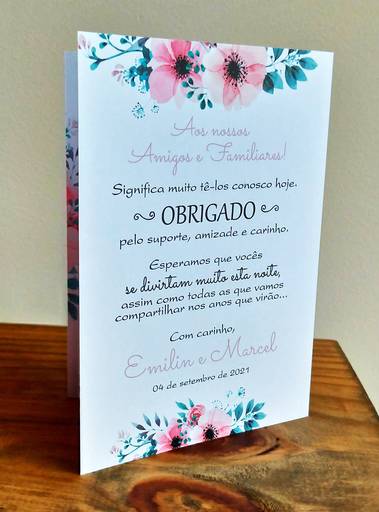 Aos nossos
Amigos e Familiares!
Significa muito tê-los conosco hoje.
OBRIGADO
pelo suporte, amizade e carinho.
Esperamos que vocês
se divirtam muito esta noite,
assim como todas as que vamos
compartilhar nos anos que virão...
Com carinho,
Emilin e Marcel
04 de setembro de 2021